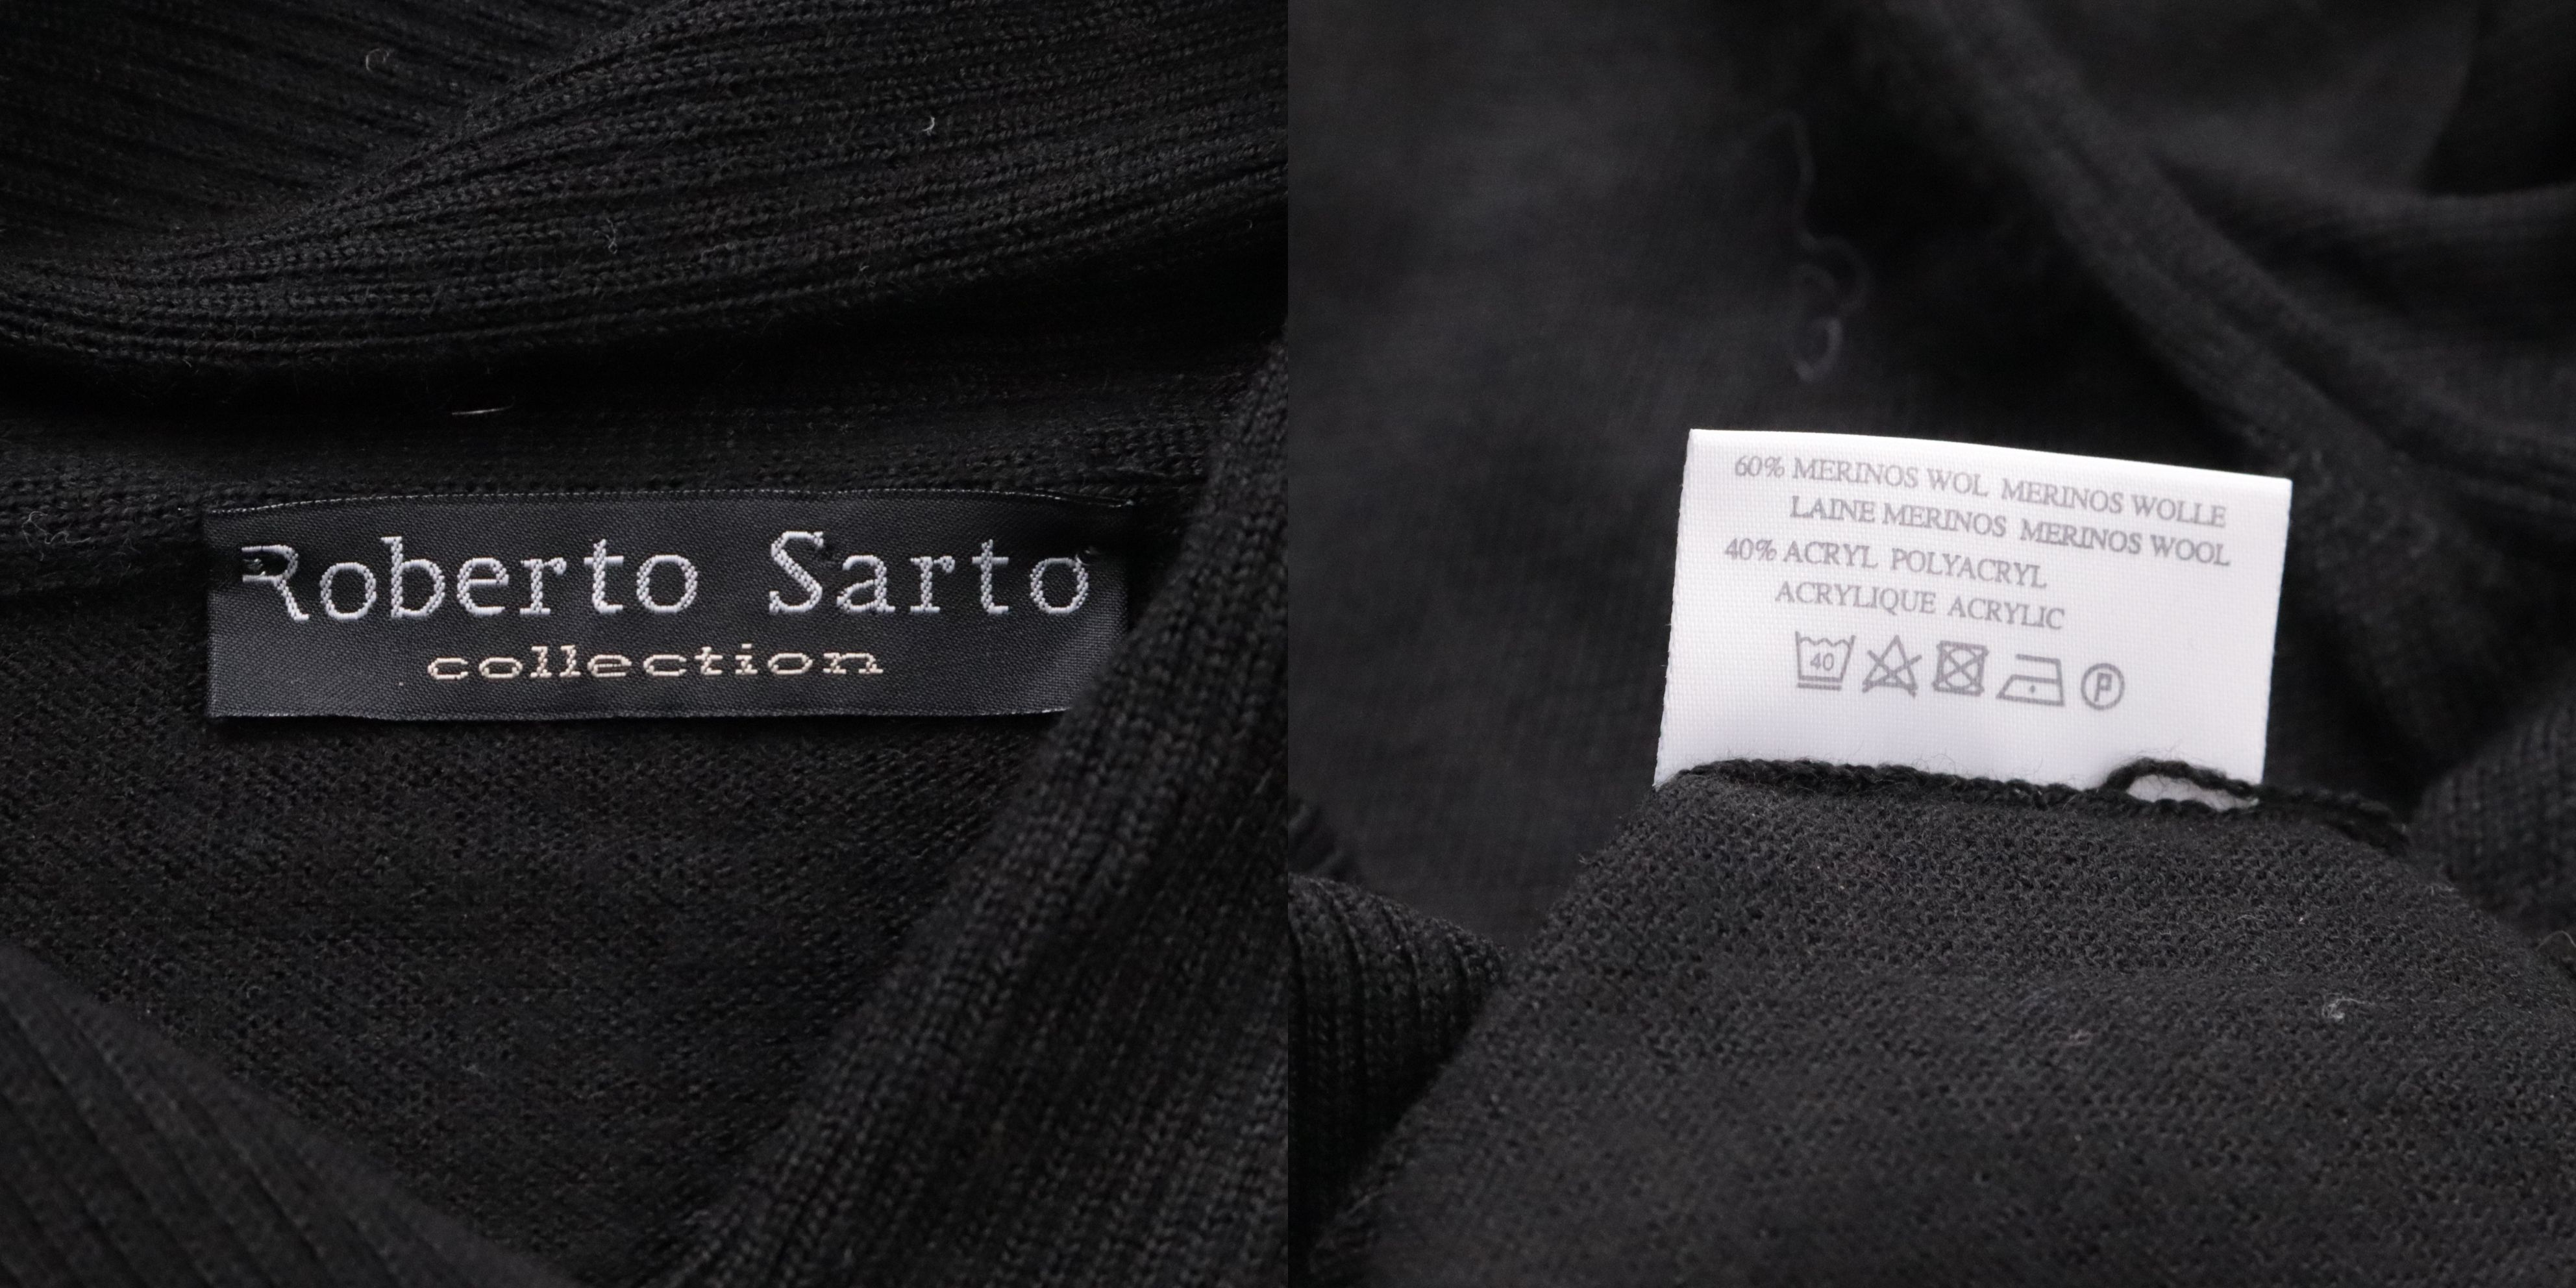 Roberto Sarto
collection
60% MERINOS WOL MERINOS WOLLE
LAINE MERINOS MERINOS WOOL
40% ACRYL POLYACRYL
ACRYLIQUE ACRYLIC
40 P